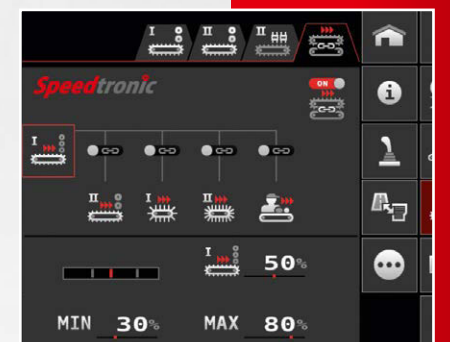 I II II
Speedtronic
ON
I
II I II
I 50%
MIN 30% MAX 80%